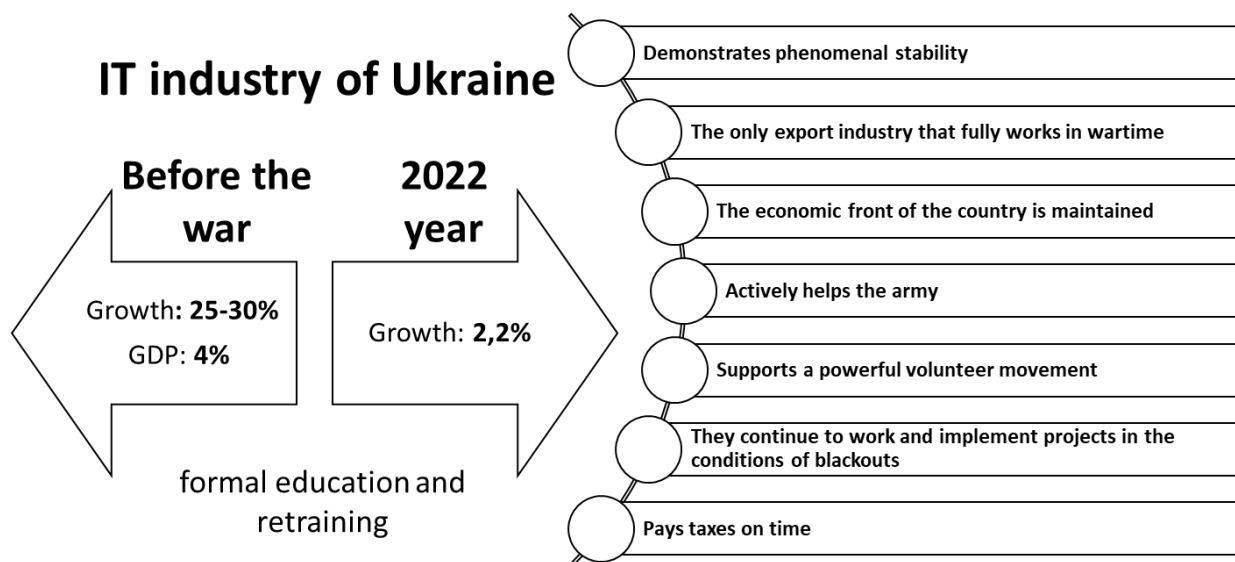 IT industry of Ukraine
Before the
war
Growth: 25-30%
GDP: 4%
2022
year
Growth: 2,2%
formal education and
retraining
Demonstrates phenomenal stability
The only export industry that fully works in wartime
The economic front of the country is maintained
Actively helps the army
Supports a powerful volunteer movement
They continue to work and implement projects in the
conditions of blackouts
Pays taxes on time